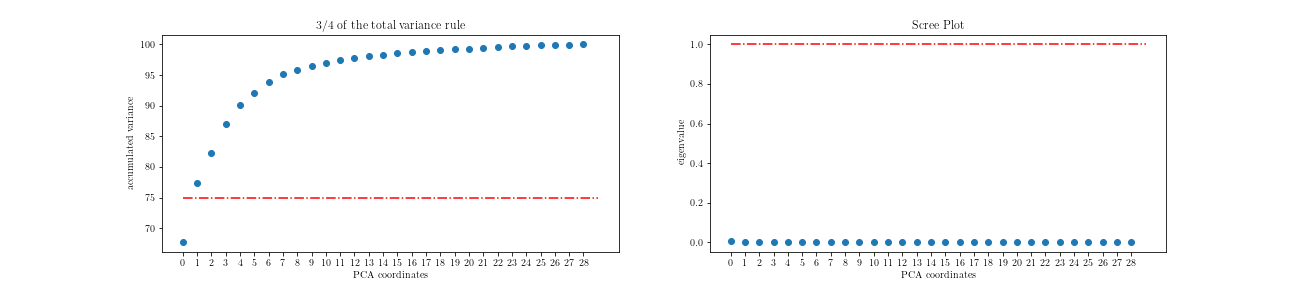 3/4 of the total variance rule
accumulated variance
100
95
90
85
80
75
70
0 1 2 3 4 5 6 7 8 9 10 11 12 13 14 15 16 17 18 19 20 21 22 23 24 25 26 27 28
PCA coordinates
Scree Plot
eigenvalue
1.0
0.8
0.6
0.4
0.2
0.0
0 1 2 3 4 5 6 7 8 9 10 11 12 13 14 15 16 17 18 19 20 21 22 23 24 25 26 27 28
PCA coordinates